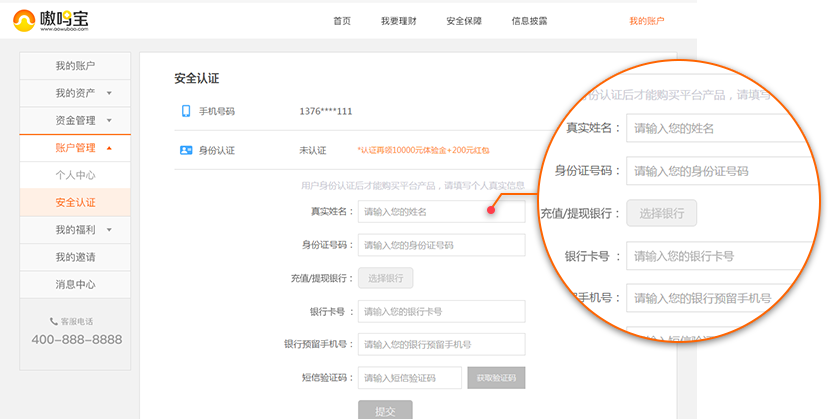 嗷呜宝
www.aowubao.com
首页 我要理财 安全保障 信息披露 我的账户
我的账户
我的资产
资金管理
账户管理
个人中心
安全认证
我的福利
我的邀请
消息中心
客服电话
400-888-8888
安全认证
手机号码 1376****111
身份认证 未认证 *认证再领10000元体验金+200元红包
用户身份认证后才能购买平台产品，请填写个人真实信息
真实姓名： 请输入您的姓名
身份证号码： 请输入您的身份证号码
充值/提现银行： 选择银行
银行卡号 ： 请输入您的银行卡号
银行预留手机号： 请输入您的银行预留手机号
短信验证码： 请输入短信验证码 获取验证码
提交
份认证后才能购买平台产品，请填写
真实姓名： 请输入您的姓名
身份证号码： 请输入您的身份证号码
充值/提现银行： 选择银行
银行卡号 ： 请输入您的银行卡号
手机号： 请输入您的银行预留手机号